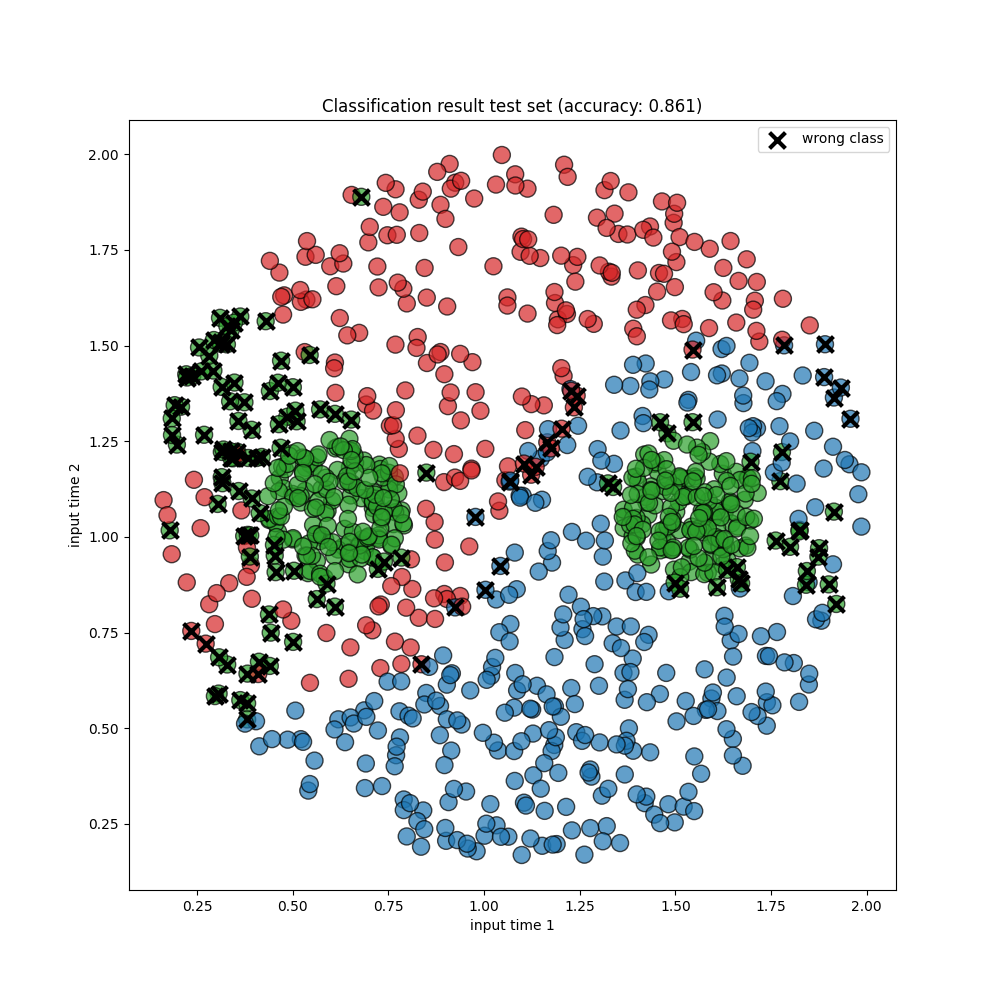 Classification result test set (accuracy: 0.861)
wrong class
2.00
1.75
1.50
1.25
1.00
0.75
0.50
0.25
input time 2
0.25 0.50 0.75 1.00 1.25 1.50 1.75 2.00
input time 1